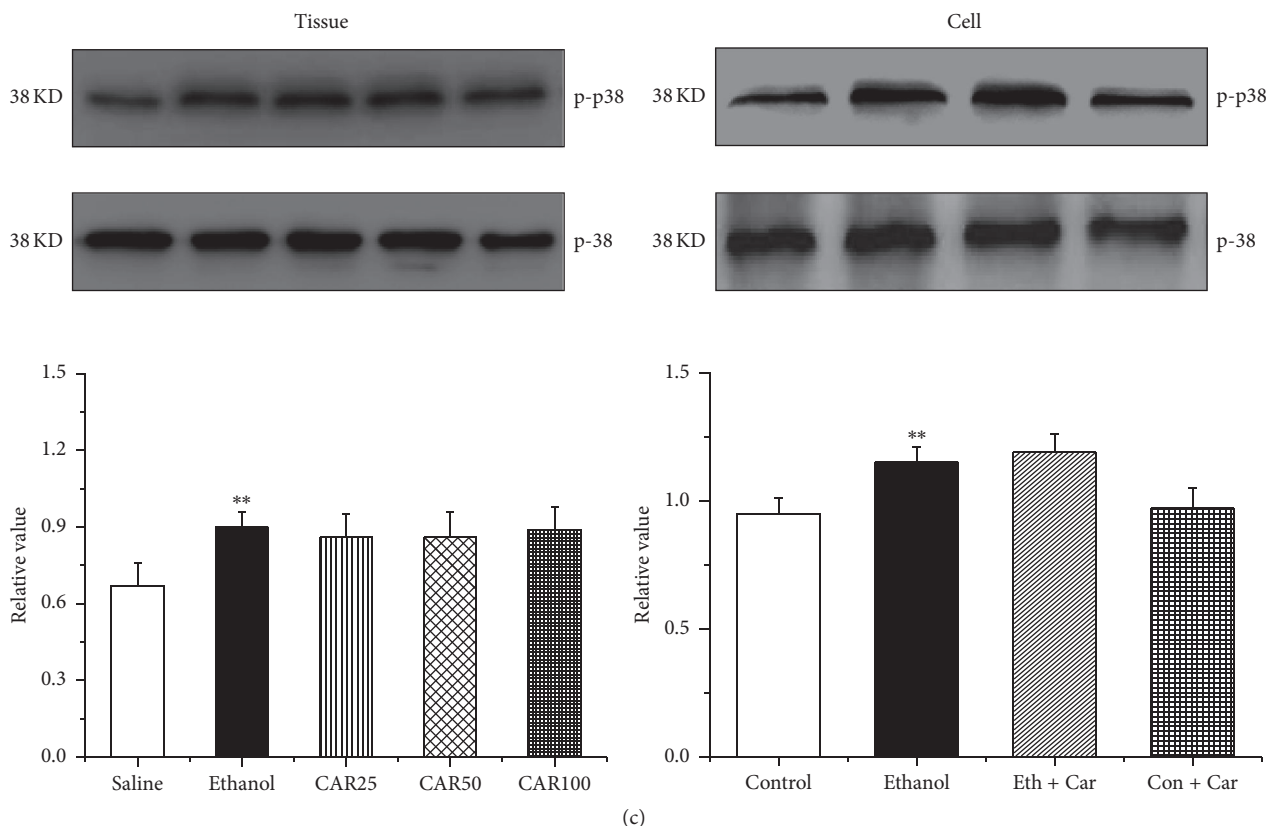 Tissue
38 KD
p-p38
38 KD
p-38
1.5
1.2
0.9
0.6
0.3
0.0
Relative value
**
Saline Ethanol CAR25 CAR50 CAR100
Cell
38 KD
p-p38
38 KD
p-38
1.5
1.0
0.5
0.0
Relative value
**
Control Ethanol Eth + Car Con + Car
(c)